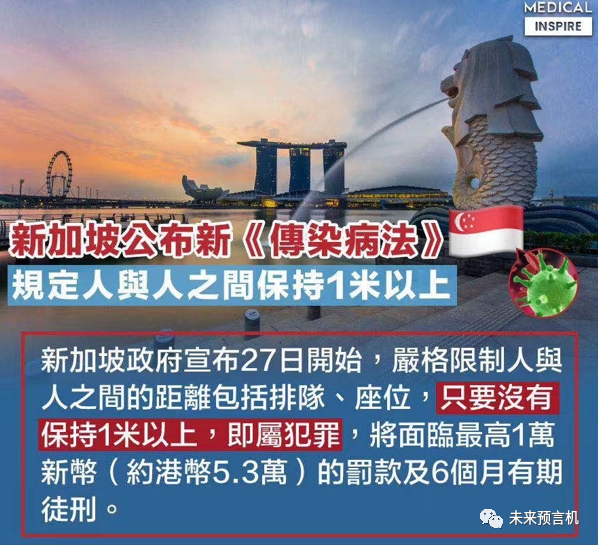 MEDICAL
INSPIRE
新加坡公布新《傳染病法》
規定人與人之間保持1米以上
新加坡政府宣布27日開始，嚴格限制人與
人之間的距離包括排隊、座位，只要沒有
保持1米以上，即屬犯罪，將面臨最高1萬
新幣（約港幣5.3萬）的罰款及6個月有期
徒刑。
未来预言机